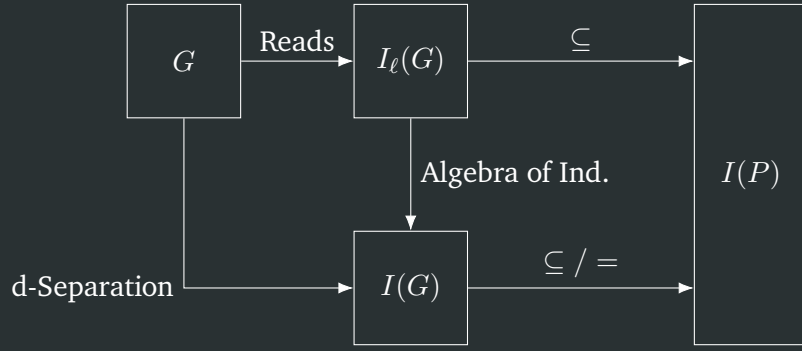 G
Reads
I_ℓ(G)
⊆
Algebra of Ind.
I(P)
d-Separation
I(G)
⊆ / =